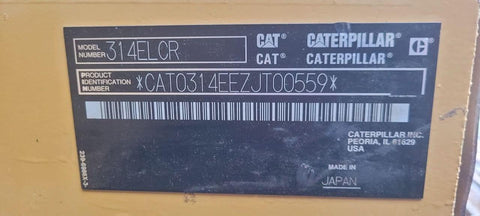 MODEL NUMBER 314ELCR CAT CATERPILLAR C
CAT® CATERPILLAR®
PRODUCT IDENTIFICATION NUMBER *CAT0314EEZJT00559*
CATERPILLAR INC.
PEORIA, IL 61629
USA
MADE IN
JAPAN